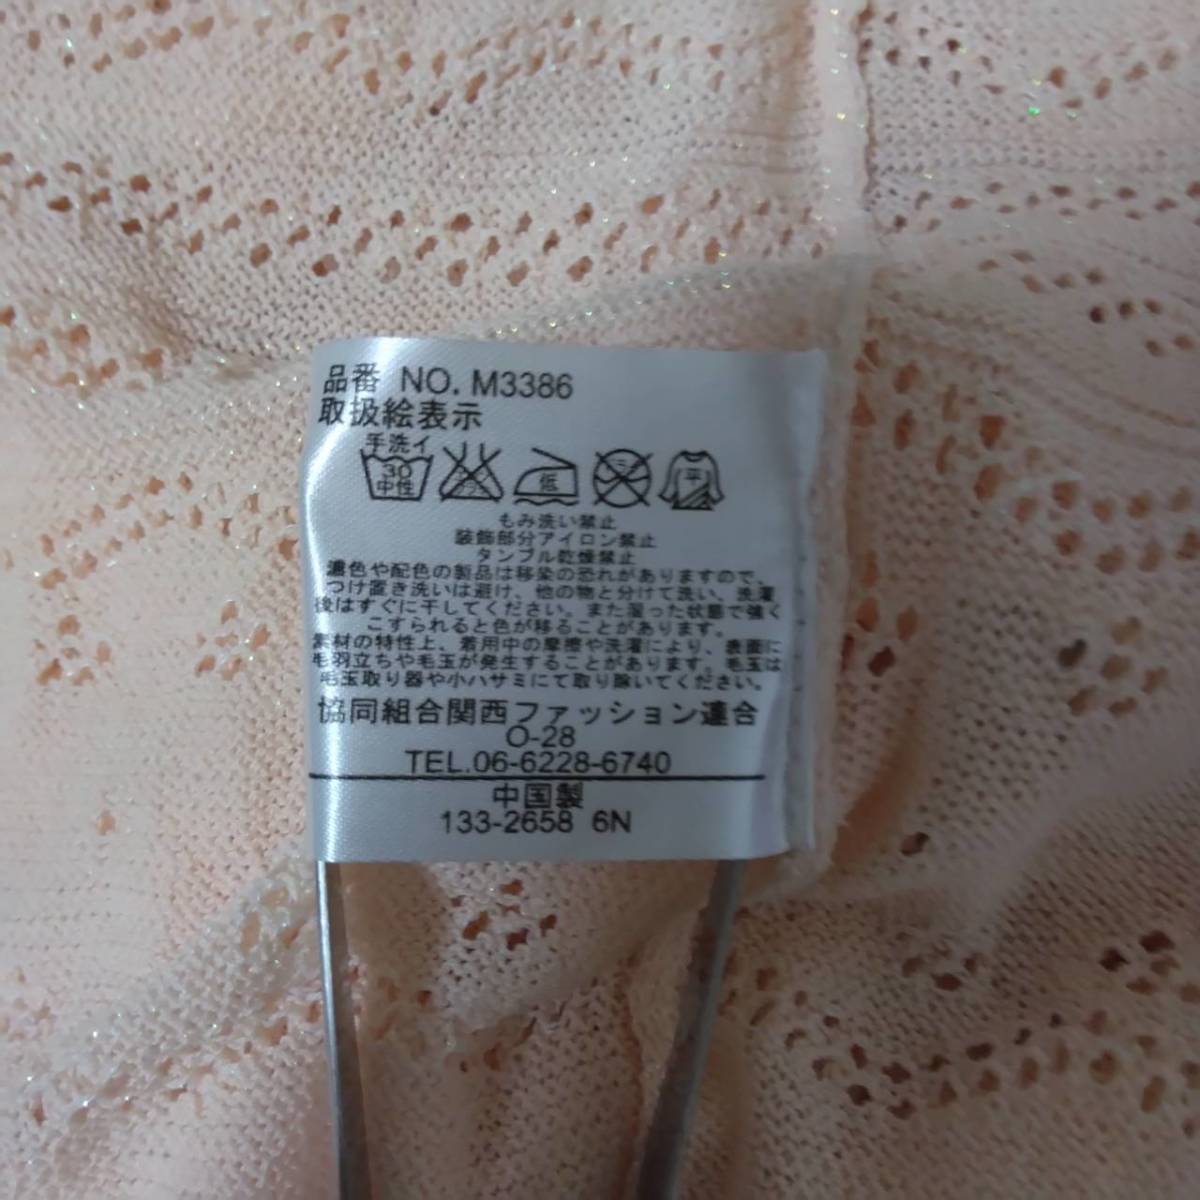 品番 NO. M3386
取扱絵表示
手洗イ
30 中性 低 平
もみ洗い禁止
装飾部分アイロン禁止
タンブル乾燥禁止
濃色や配色の製品は移染の恐れがありますので、
つけ置き洗いは避け、他の物と分けて洗い、洗濯
後はすぐに干してください。また湿った状態で強く
こすられると色が移ることがあります。
素材の特性上、着用中の摩擦や洗濯により、表面に
毛羽立ちや毛玉が発生することがあります。毛玉は
毛玉取り器や小ハサミにて取り除いてください。
協同組合関西ファッション連合
O-28
TEL.06-6228-6740
中国製
133-2658 6N